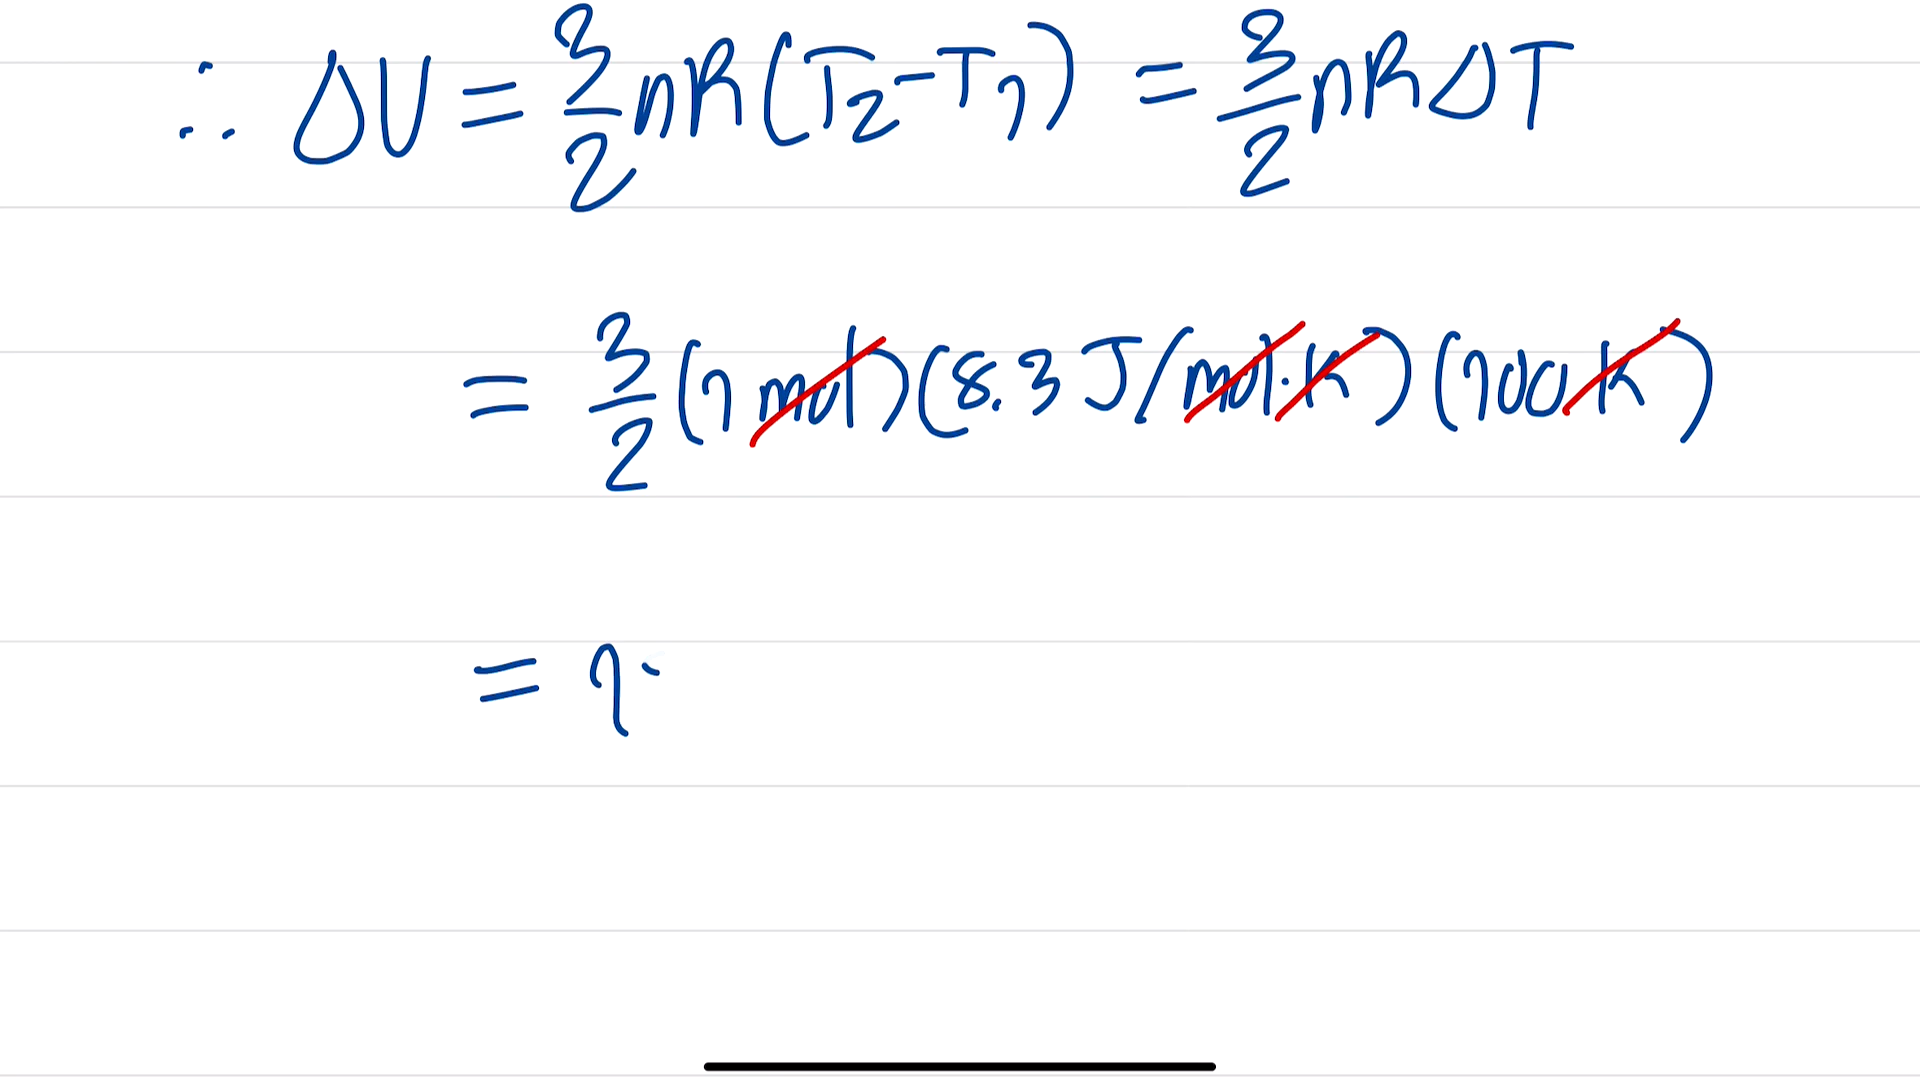 ∴ ΔU = 3/2 nR(T₂-T₁) = 3/2 nRΔT
= 3/2 (1 mol)(8.3 J/mol·K)(100 K)
= 1